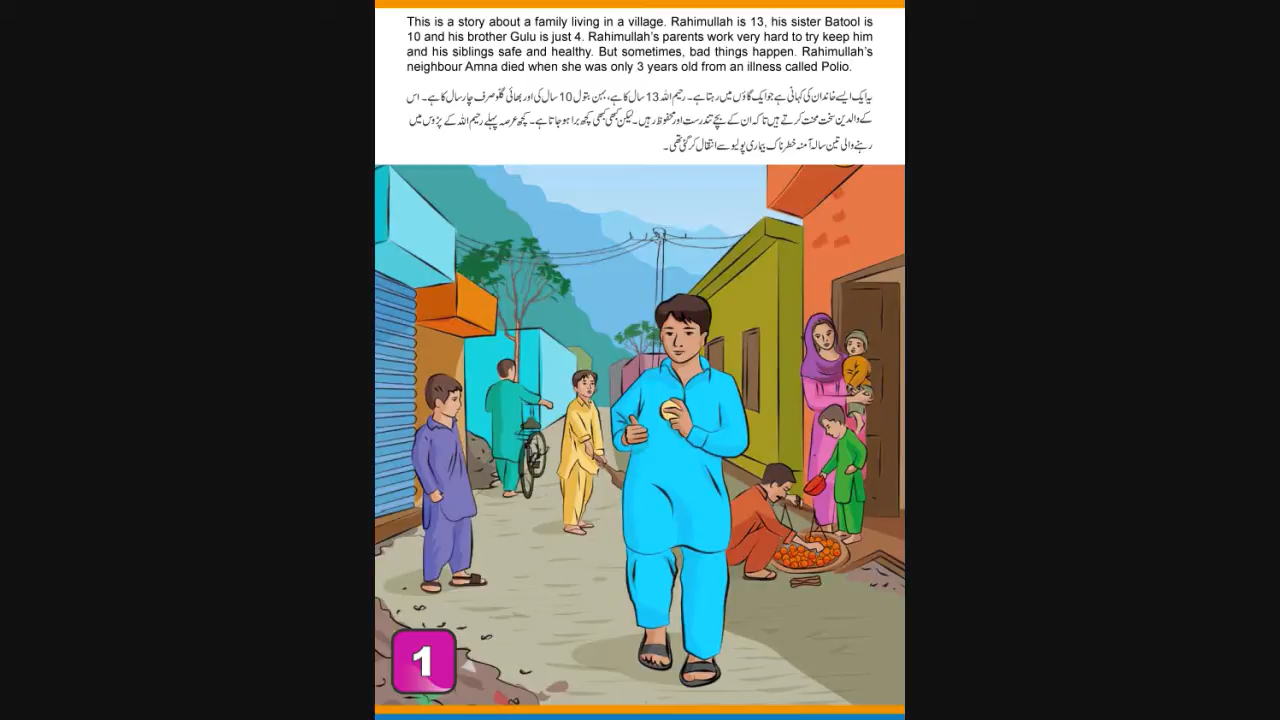 This is a story about a family living in a village. Rahimullah is 13, his sister Batool is
10 and his brother Gulu is just 4. Rahimullah's parents work very hard to try keep him
and his siblings safe and healthy. But sometimes, bad things happen. Rahimullah's
neighbour Amna died when she was only 3 years old from an illness called Polio.
یہ ایک ایسے خاندان کی کہانی ہے جو ایک گاؤں میں رہتا ہے۔ رحیم اللہ 13 سال کا ہے، بہن بتول 10 سال کی اور بھائی گلو صرف چار سال کا ہے۔ اس
کے والدین سخت محنت کرتے ہیں تاکہ ان کے بچے تندرست اور محفوظ رہیں۔ لیکن کبھی کبھی کچھ برا ہو جاتا ہے۔ کچھ عرصہ پہلے رحیم اللہ کے پڑوس میں
رہنے والی تین سالہ آمنہ خطرناک بیماری پولیو سے انتقال کر گئی تھی۔
1